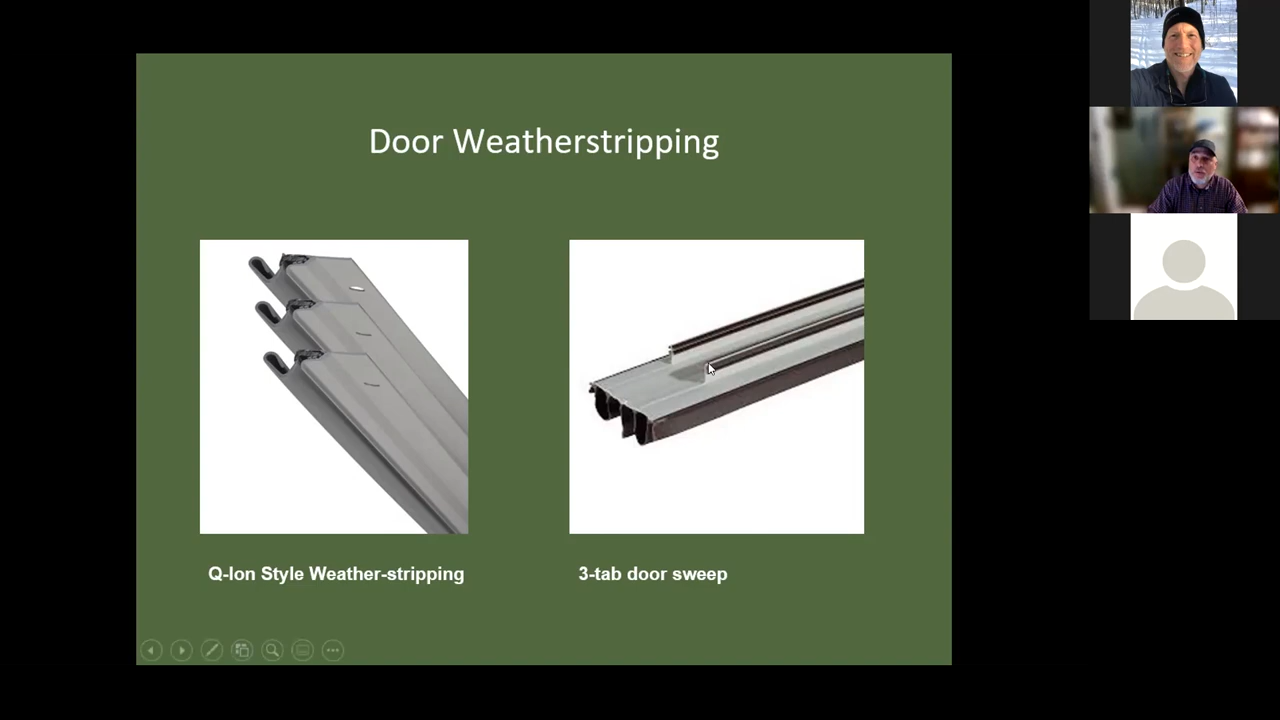 Door Weatherstripping
Q-lon Style Weather-stripping
3-tab door sweep